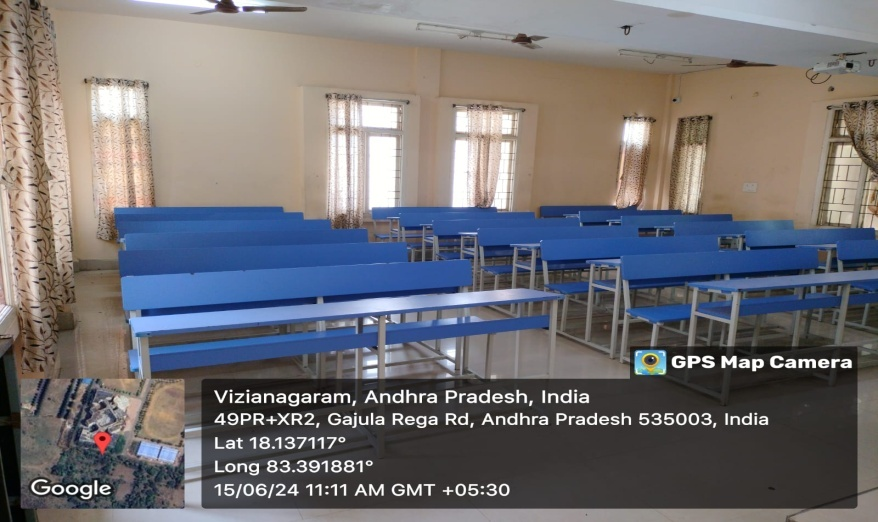 GPS Map Camera
Vizianagaram, Andhra Pradesh, India
49PR+XR2, Gajula Rega Rd, Andhra Pradesh 535003, India
Lat 18.137117°
Long 83.391881°
15/06/24 11:11 AM GMT +05:30
Google